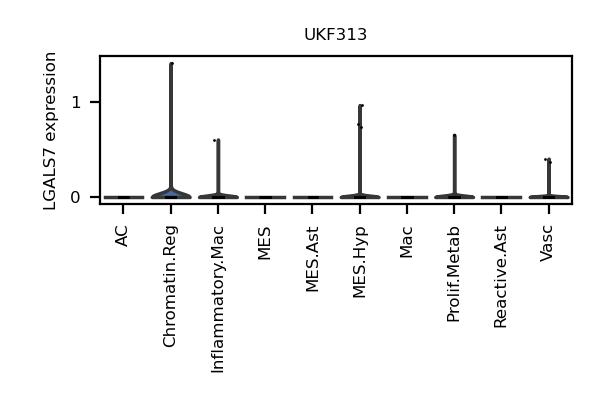 UKF313
LGALS7 expression
1
0
AC
Chromatin.Reg
Inflammatory.Mac
MES
MES.Ast
MES.Hyp
Mac
Prolif.Metab
Reactive.Ast
Vasc